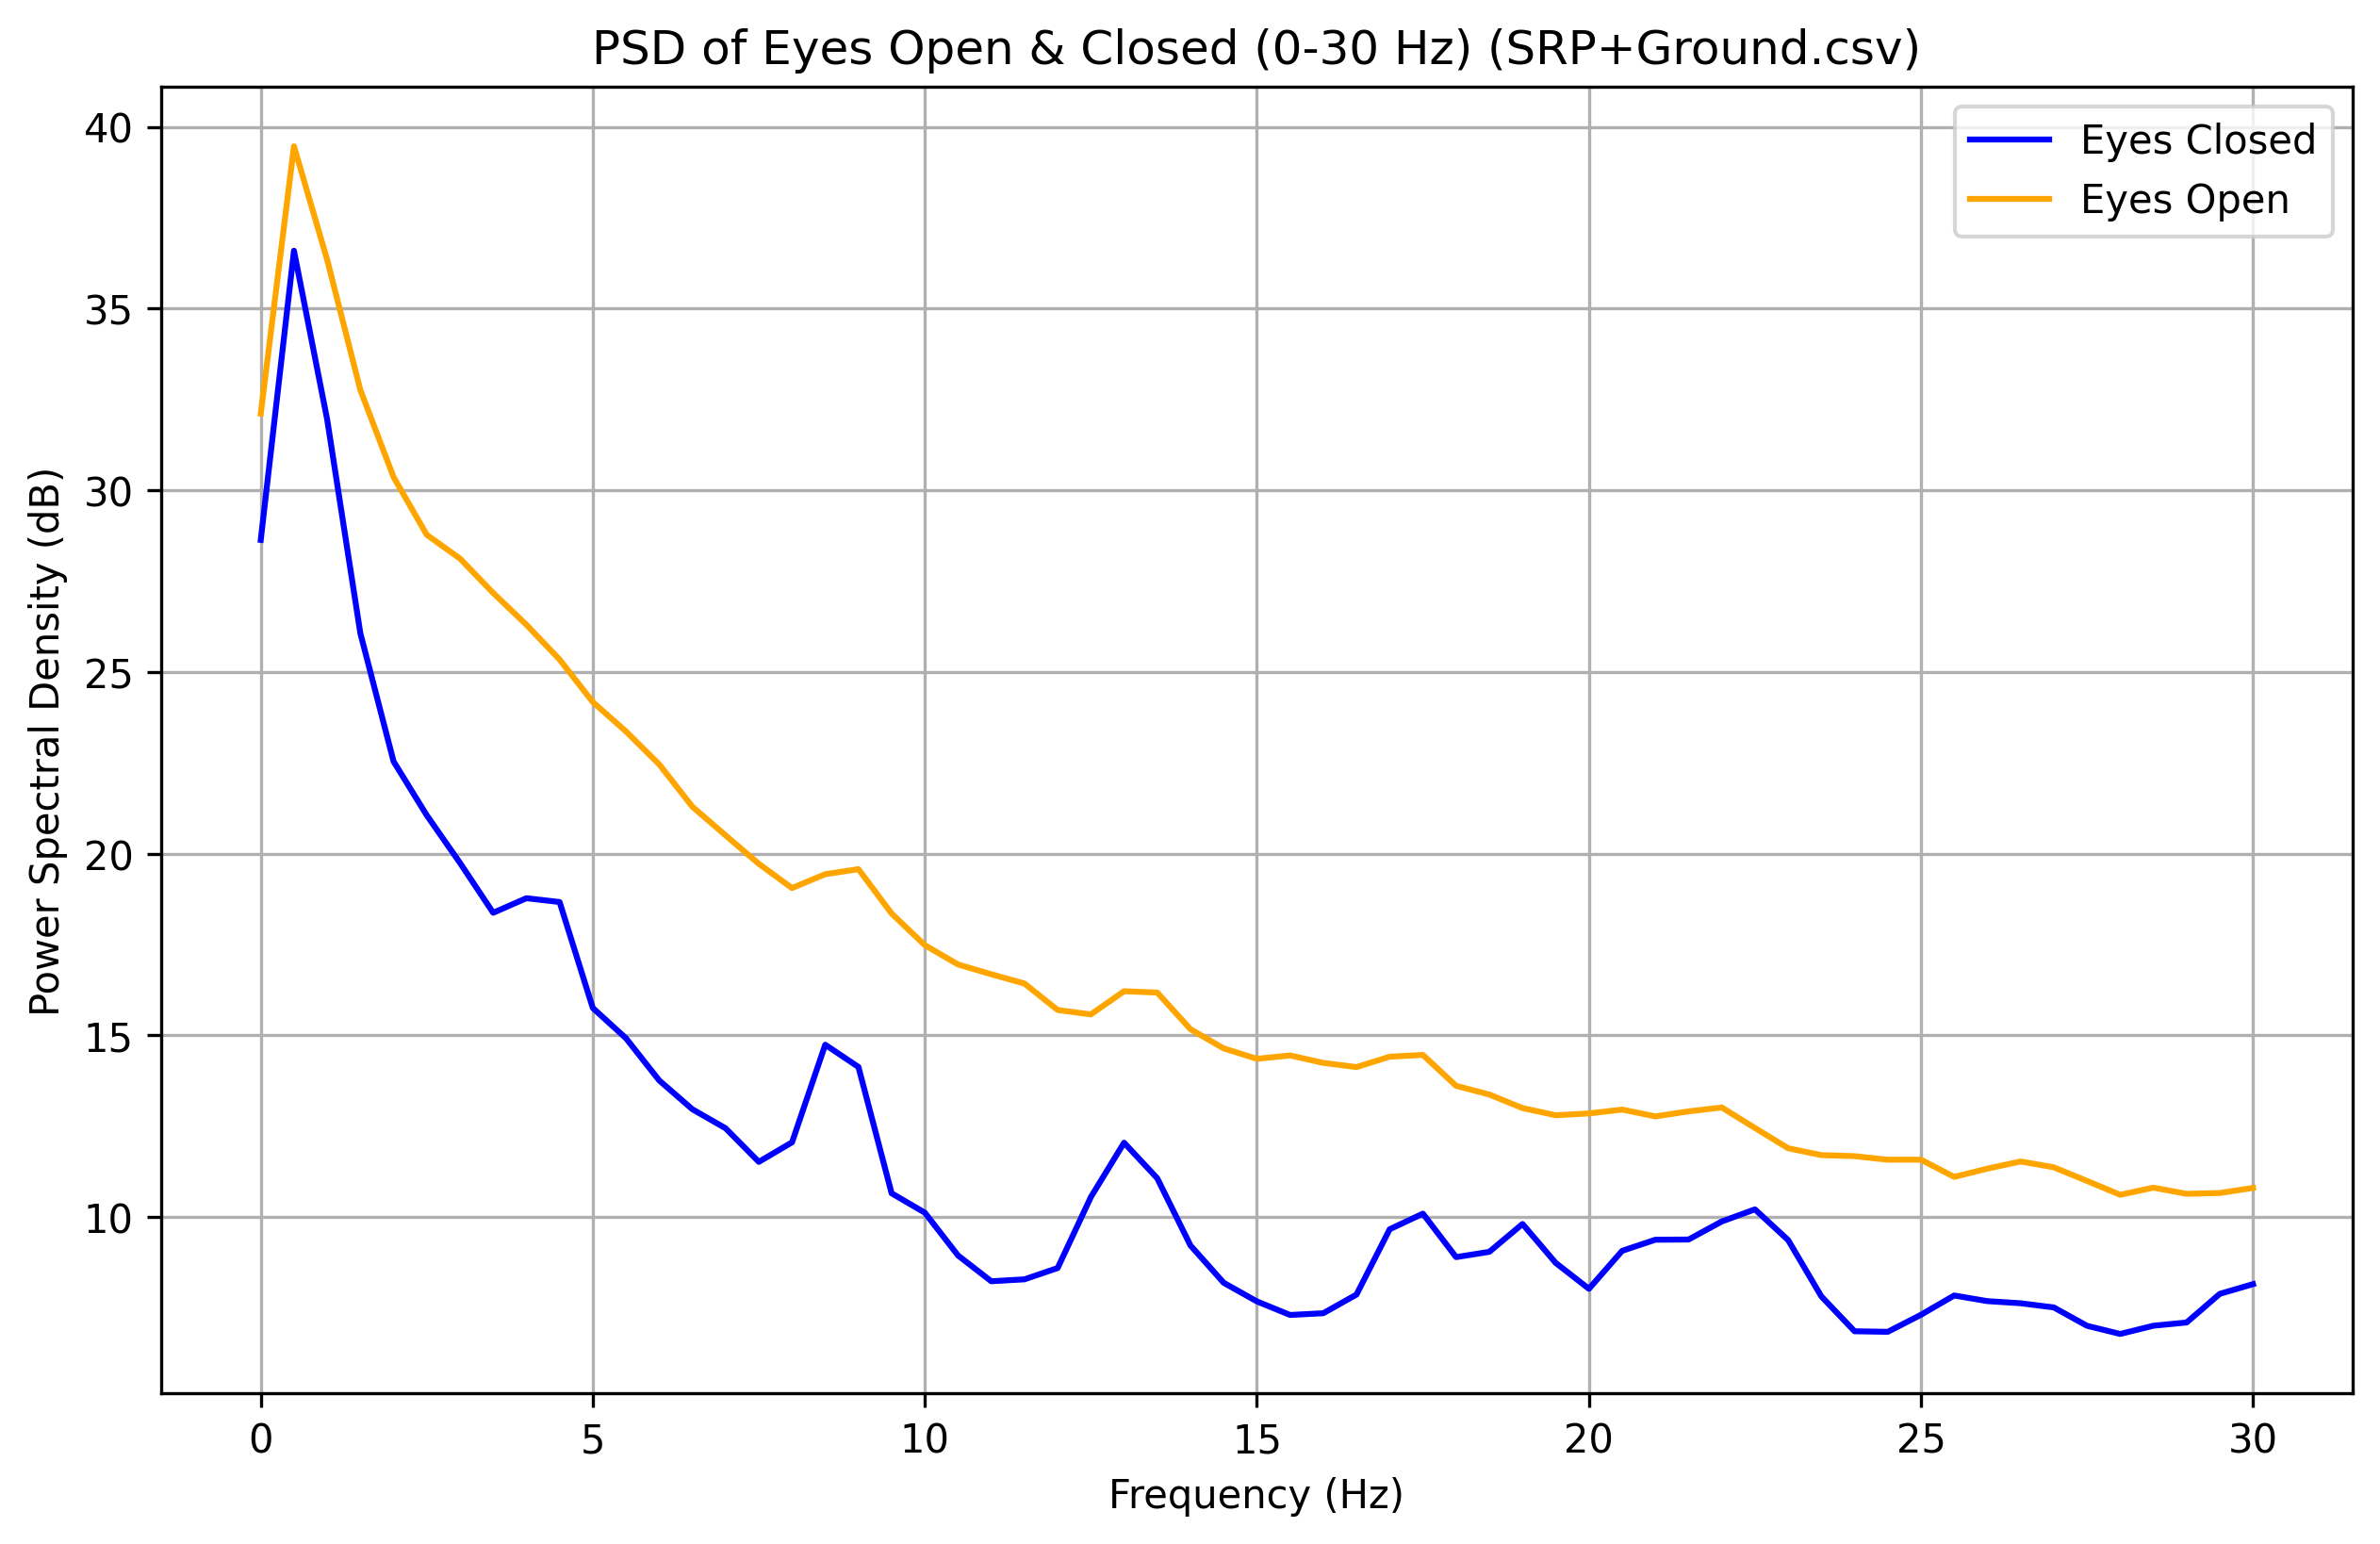 PSD of Eyes Open & Closed (0-30 Hz) (SRP+Ground.csv)
Eyes Closed
Eyes Open
Power Spectral Density (dB)
40
35
30
25
20
15
10
0 5 10 15 20 25 30
Frequency (Hz)